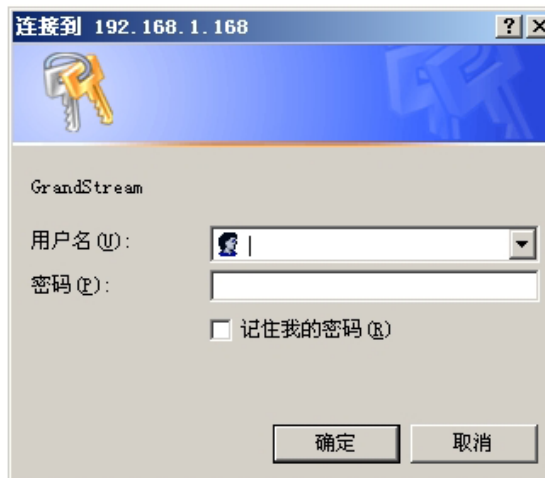 连接到 192.168.1.168
GrandStream
用户名(U):
密码(P):
记住我的密码(R)
确定 取消